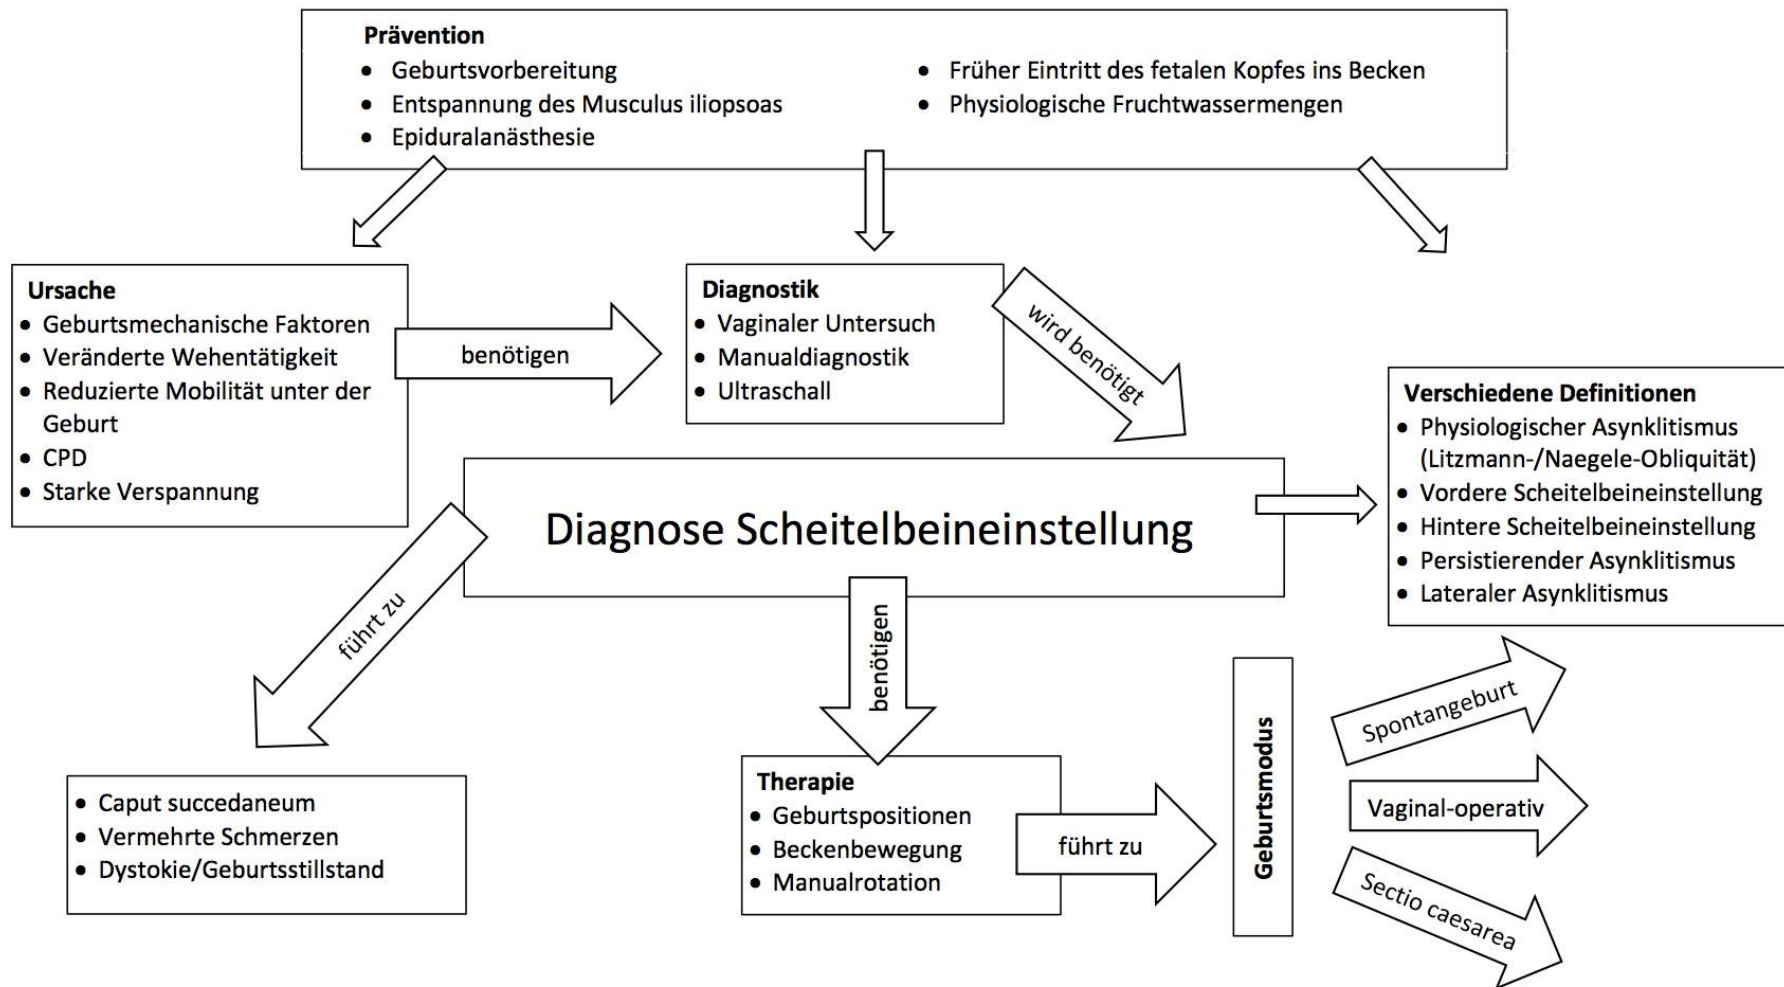 Prävention
• Geburtsvorbereitung
• Entspannung des Musculus iliopsoas
• Epiduralanästhesie
• Früher Eintritt des fetalen Kopfes ins Becken
• Physiologische Fruchtwassermengen
Ursache
• Geburtsmechanische Faktoren
• Veränderte Wehentätigkeit
• Reduzierte Mobilität unter der
Geburt
• CPD
• Starke Verspannung
benötigen
Diagnostik
• Vaginaler Untersuch
• Manualdiagnostik
• Ultraschall
wird benötigt
Verschiedene Definitionen
• Physiologischer Asynklitismus
(Litzmann-/Naegele-Obliquität)
• Vordere Scheitelbeineinstellung
• Hintere Scheitelbeineinstellung
• Persistierender Asynklitismus
• Lateraler Asynklitismus
Diagnose Scheitelbeineinstellung
führt zu
• Caput succedaneum
• Vermehrte Schmerzen
• Dystokie/Geburtsstillstand
benötigen
Therapie
• Geburtspositionen
• Beckenbewegung
• Manualrotation
führt zu
Geburtsmodus
Spontangeburt
Vaginal-operativ
Sectio caesarea